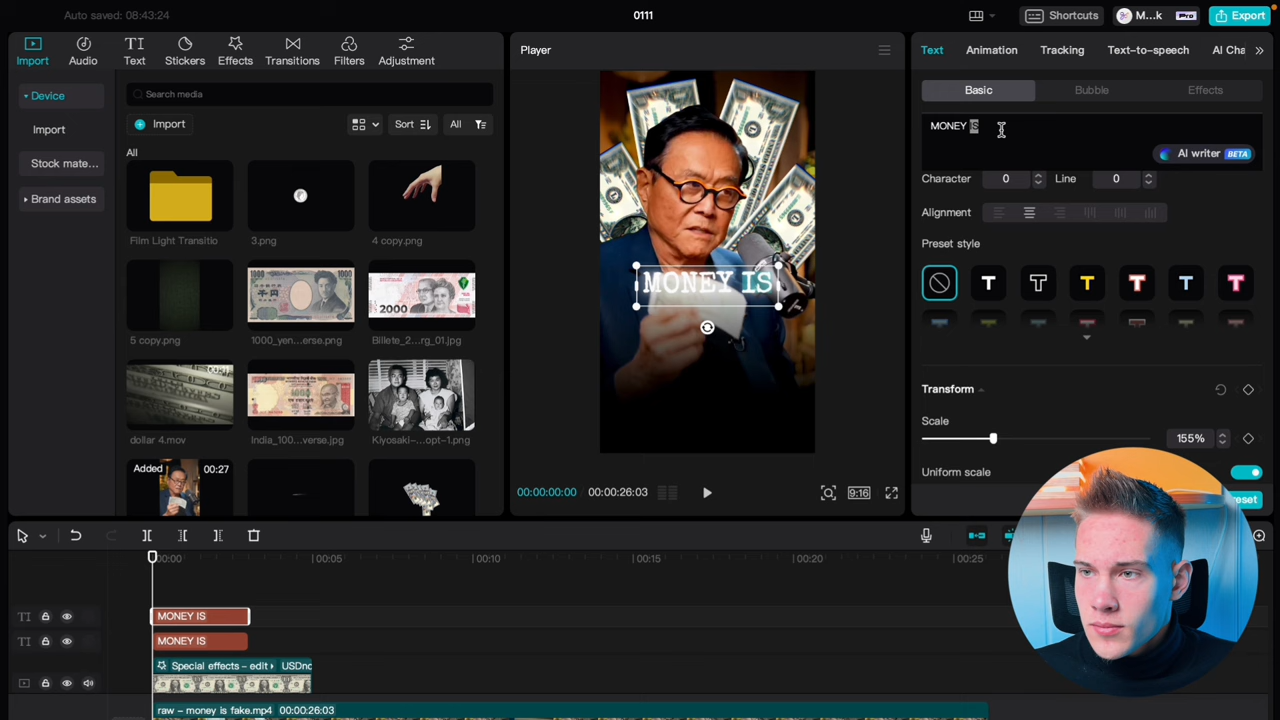 Auto saved: 08:43:24
0111
Shortcuts
M...k
Pro
Export
Import
Audio
Text
Stickers
Effects
Transitions
Filters
Adjustment
Player
Text
Animation
Tracking
Text-to-speech
AI Cha
Device
Import
Stock mate...
Brand assets
Search media
Import
Sort
All
All
Film Light Transitio
3.png
4 copy.png
5 copy.png
1000_yen...erse.png
Billete_2...rg_01.jpg
dollar 4.mov
India_100...verse.jpg
Kiyosaki-...opt-1.png
Added
00:27
MONEY IS
00:00:00:00
00:00:26:03
9:16
Basic
Bubble
Effects
MONEY IS
AI writer BETA
Character
0
Line
0
Alignment
Preset style
T T T T T T
Transform
Scale
155%
Uniform scale
00:00
00:05
00:10
00:15
00:20
00:25
TI
MONEY IS
TI
MONEY IS
Special effects – edit
USDnc
raw – money is fake.mp4
00:00:26:03